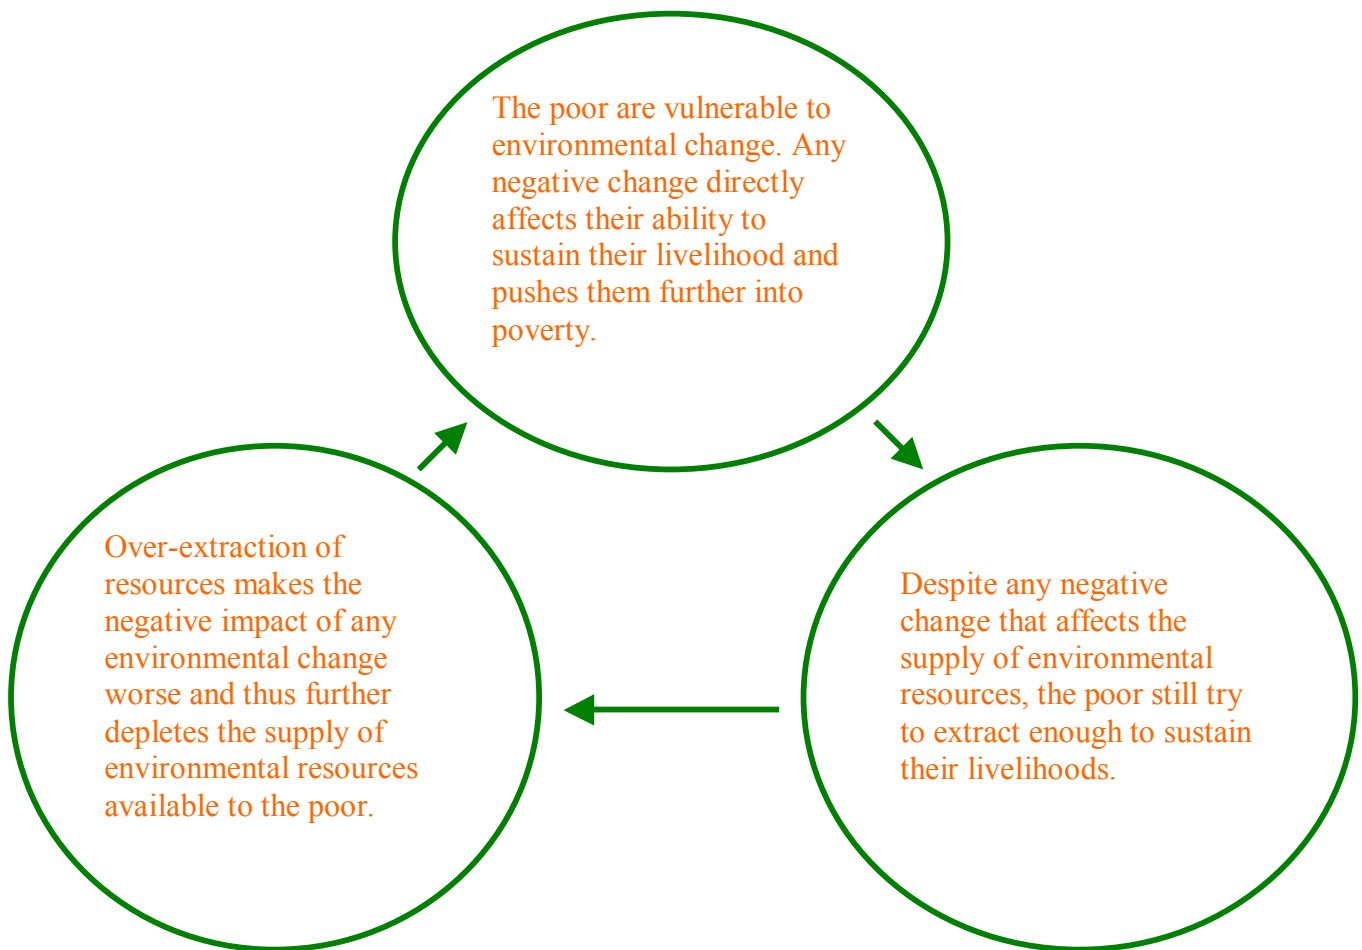 The poor are vulnerable to
environmental change. Any
negative change directly
affects their ability to
sustain their livelihood and
pushes them further into
poverty.
Despite any negative
change that affects the
supply of environmental
resources, the poor still try
to extract enough to sustain
their livelihoods.
Over-extraction of
resources makes the
negative impact of any
environmental change
worse and thus further
depletes the supply of
environmental resources
available to the poor.